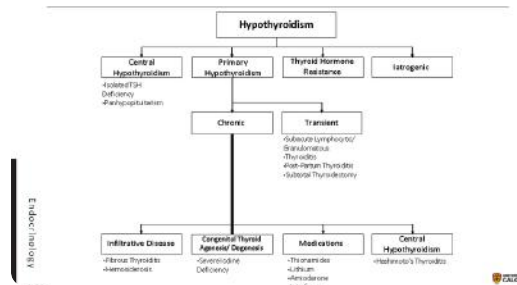 Hypothyroidism
Central
Hypothyroidism
•Isolated TSH
Deficiency
•Panhypopituitarism
Primary
Hypothyroidism
Thyroid Hormone
Resistance
Iatrogenic
Chronic
Transient
•Subacute Lymphocytic/
Granulomatous
•Thyroiditis
•Post-Partum Thyroiditis
•Subtotal Thyroidectomy
Infiltrative Disease
•Fibrous Thyroiditis
•Hemosiderosis
Congenital Thyroid
Agenesis/ Dysgenesis
•Severe Iodine
Deficiency
Medications
•Thionamides
•Lithium
•Amiodarone
Central
Hypothyroidism
•Hashimoto's Thyroiditis
Endocrinology